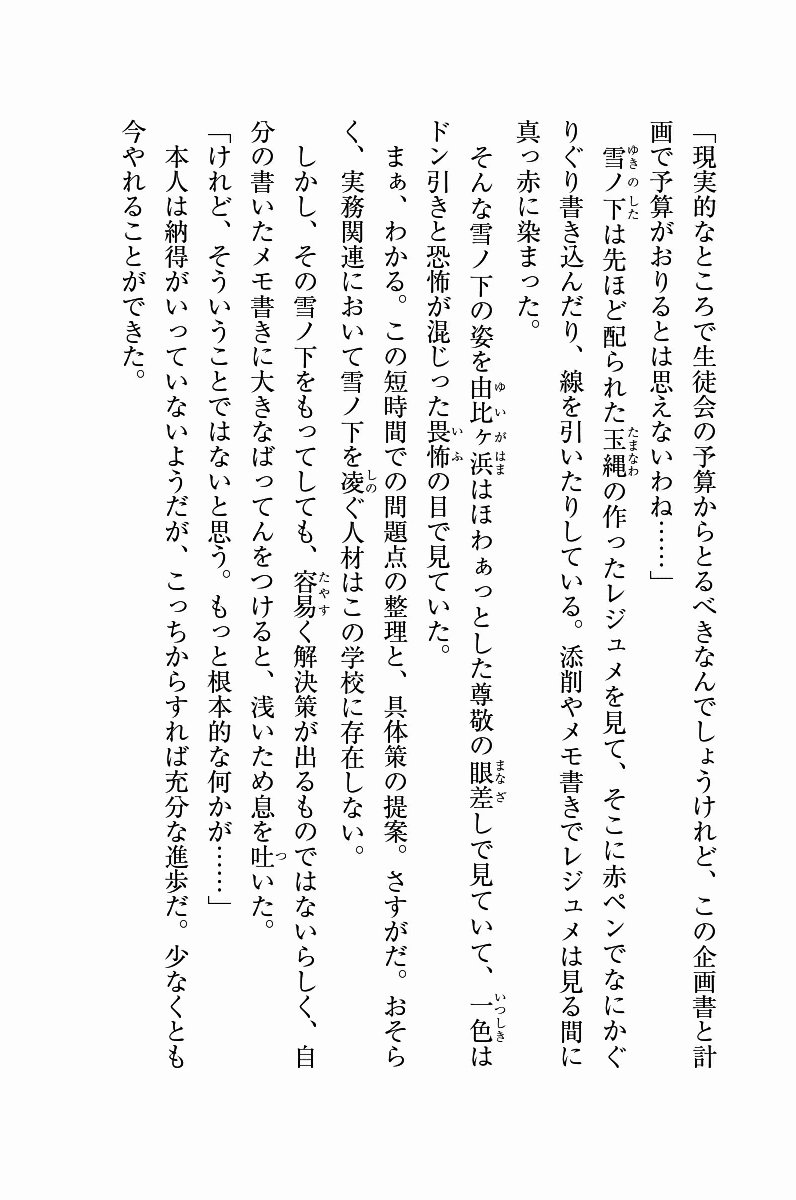 「現実的なところで生徒会の予算からとるべきなんでしょうけれど、この企画書と計
画で予算がおりるとは思えないわね……」
　雪ノ下は先ほど配られた玉縄の作ったレジュメを見て、そこに赤ペンでなにかぐ
りぐり書き込んだり、線を引いたりしている。添削やメモ書きでレジュメは見る間に
真っ赤に染まった。
　そんな雪ノ下の姿を由比ヶ浜はほわぁっとした尊敬の眼差しで見ていて、一色は
ドン引きと恐怖が混じった畏怖の目で見ていた。
　まぁ、わかる。この短時間での問題点の整理と、具体策の提案。さすがだ。おそら
く、実務関連において雪ノ下を凌ぐ人材はこの学校に存在しない。
　しかし、その雪ノ下をもってしても、容易く解決策が出るものではないらしく、自
分の書いたメモ書きに大きなばってんをつけると、浅いため息を吐いた。
「けれど、そういうことではないと思う。もっと根本的な何かが……」
　本人は納得がいっていないようだが、こっちからすれば充分な進歩だ。少なくとも
今やれることができた。